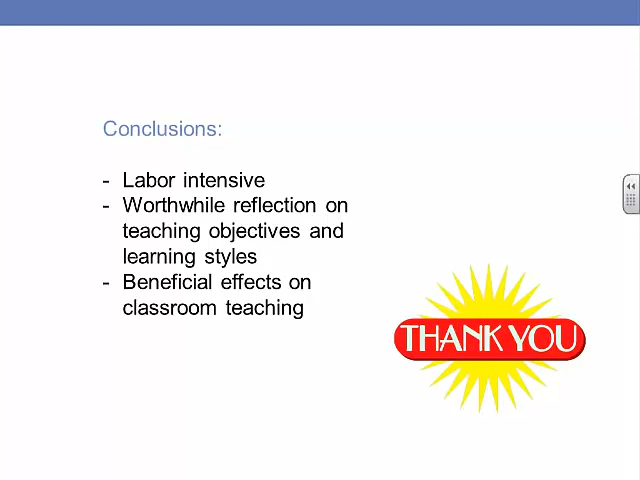 Conclusions:
- Labor intensive
- Worthwhile reflection on
teaching objectives and
learning styles
- Beneficial effects on
classroom teaching
THANK YOU